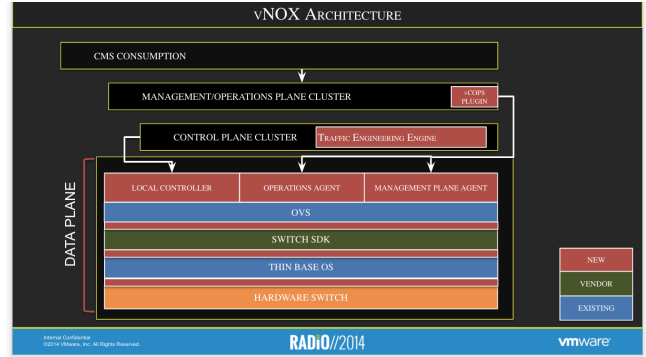 vNOX Architecture
CMS CONSUMPTION
MANAGEMENT/OPERATIONS PLANE CLUSTER
vCOPS
PLUGIN
CONTROL PLANE CLUSTER
Traffic Engineering Engine
DATA PLANE
LOCAL CONTROLLER
OPERATIONS AGENT
MANAGEMENT PLANE AGENT
OVS
SWITCH SDK
THIN BASE OS
HARDWARE SWITCH
NEW
VENDOR
EXISTING
Internal Confidential
©2014 VMware, Inc. All Rights Reserved.
RADiO//2014
vmware